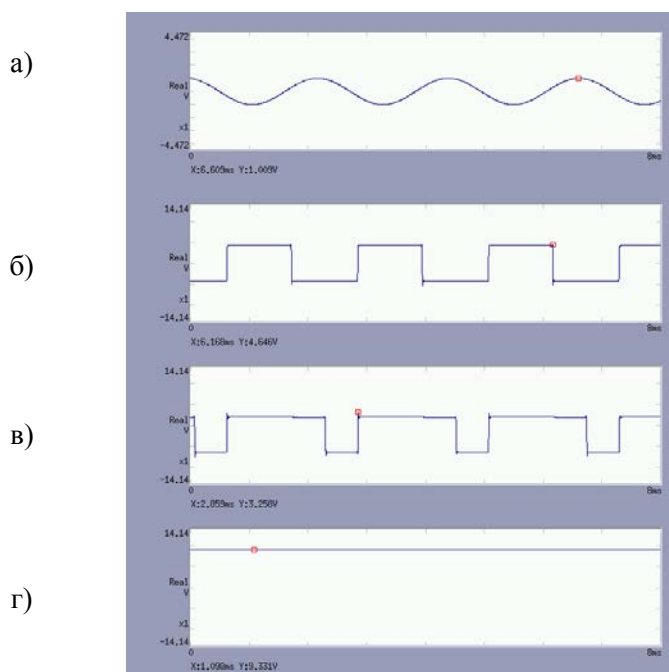 4.472
а)
Real
V
x1
-4.472
0
8ms
X:6.609ms Y:1.009V
14.14
б)
Real
V
x1
-14.14
0
8ms
X:6.168ms Y:4.646V
14.14
в)
Real
V
x1
-14.14
0
8ms
X:2.859ms Y:3.258V
14.14
г)
Real
V
x1
-14.14
0
8ms
X:1.098ms Y:9.331V